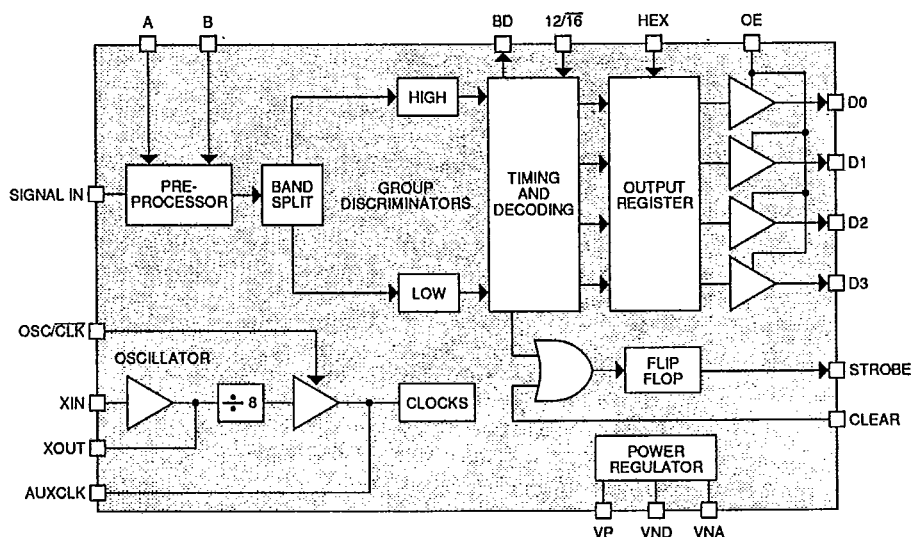 A
B
BD
12/1̅6̅
HEX
OE
HIGH
D0
SIGNAL IN
PRE-
PROCESSOR
BAND
SPLIT
GROUP
DISCRIMINATORS
TIMING
AND
DECODING
OUTPUT
REGISTER
D1
D2
LOW
D3
OSC/C̅L̅K̅
OSCILLATOR
FLIP
FLOP
STROBE
XIN
÷ 8
CLOCKS
CLEAR
XOUT
POWER
REGULATOR
AUXCLK
VP
VND
VNA